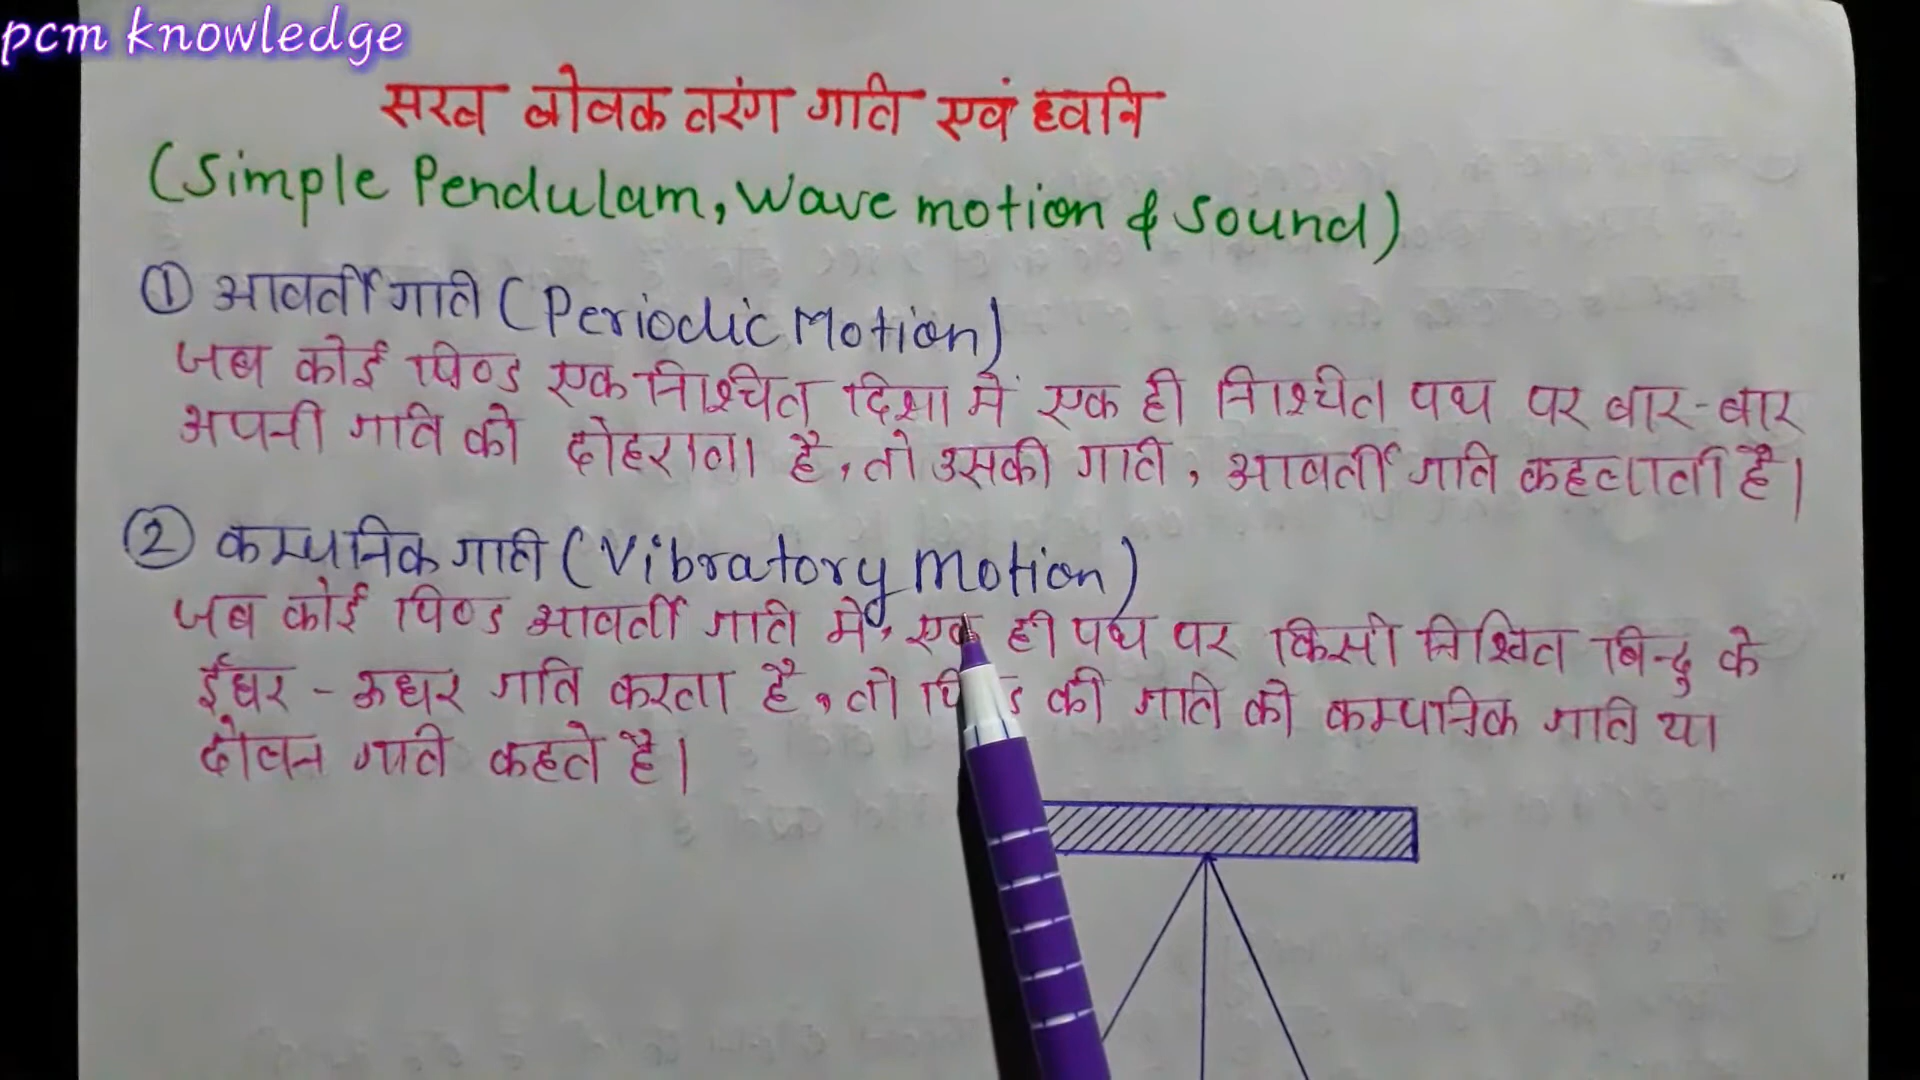 pcm knowledge
सरल लोलक तरंग गति एवं ध्वनि
(Simple Pendulam, Wave motion & Sound)
① आवर्ती गति (Periodic Motion)
जब कोई पिण्ड एक निश्चित दिशा में एक ही निश्चित पथ पर बार-बार
अपनी गति को दोहराता है, तो उसकी गति, आवर्ती गति कहलाती है।
② कम्पनिक गति (Vibratory Motion)
जब कोई पिण्ड आवर्ती गति में, एक ही पथ पर किसी निश्चित बिन्दु के
ईधर - ऊधर गति करता है, तो की गति को कम्पनिक गति या
दोलन गति कहते है।